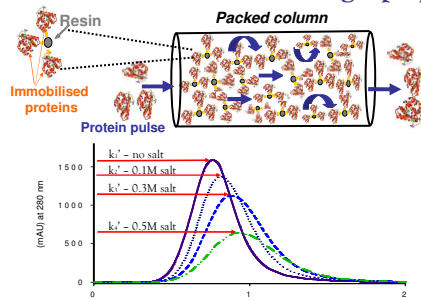 Packed column
Resin
Immobilised
proteins
Protein pulse
k₁' – no salt
k₂' – 0.1M salt
k₃' – 0.3M salt
k₄' – 0.5M salt
(mAU) at 280 nm
1500
1000
500
0
0
1
2